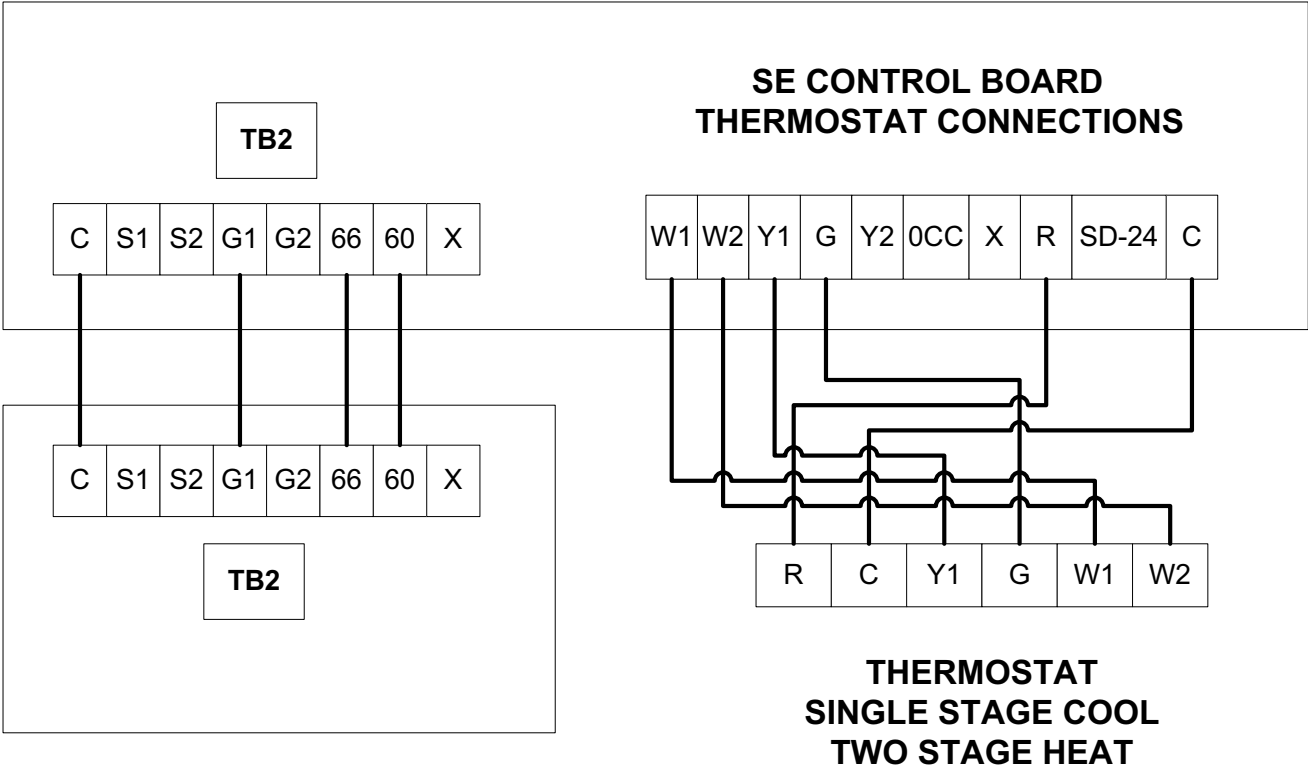 SE CONTROL BOARD
THERMOSTAT CONNECTIONS
TB2
C S1 S2 G1 G2 66 60 X
W1 W2 Y1 G Y2 0CC X R SD-24 C
C S1 S2 G1 G2 66 60 X
TB2
R C Y1 G W1 W2
THERMOSTAT
SINGLE STAGE COOL
TWO STAGE HEAT